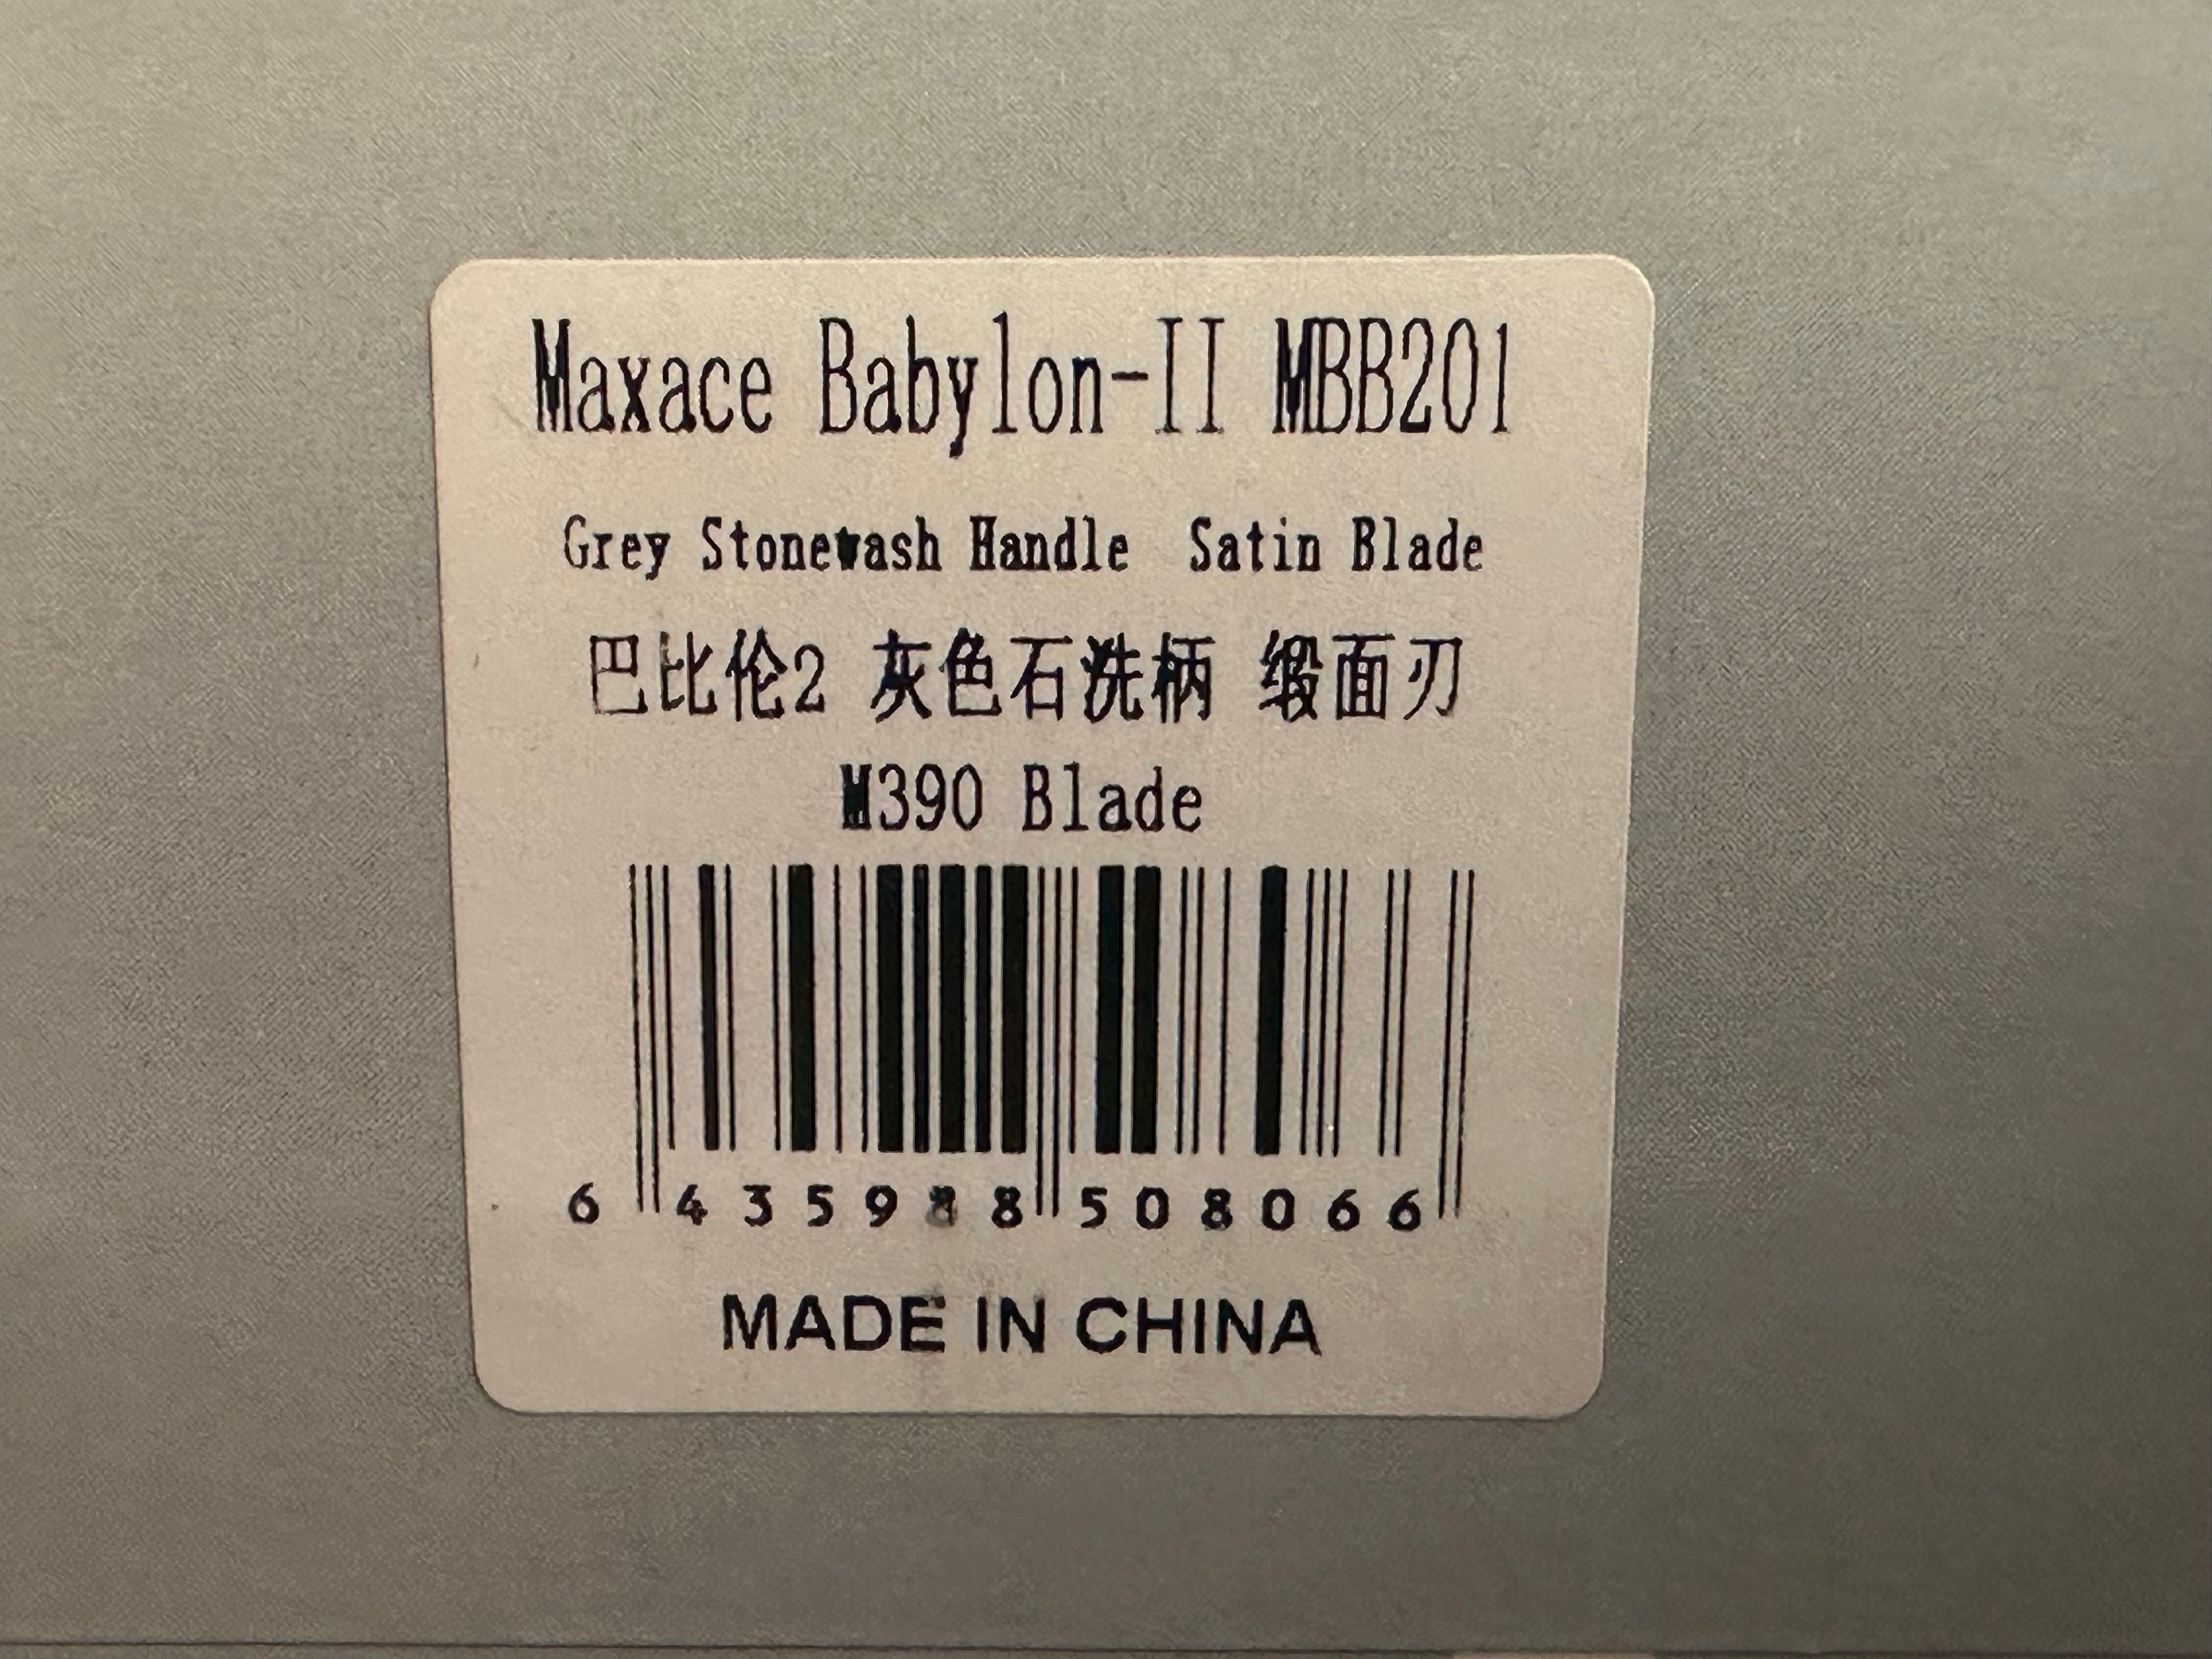 Maxace Babylon-II MBB201
Grey Stonewash Handle Satin Blade
巴比伦2 灰色石洗柄 缎面刃
M390 Blade
6 435988 508066
MADE IN CHINA